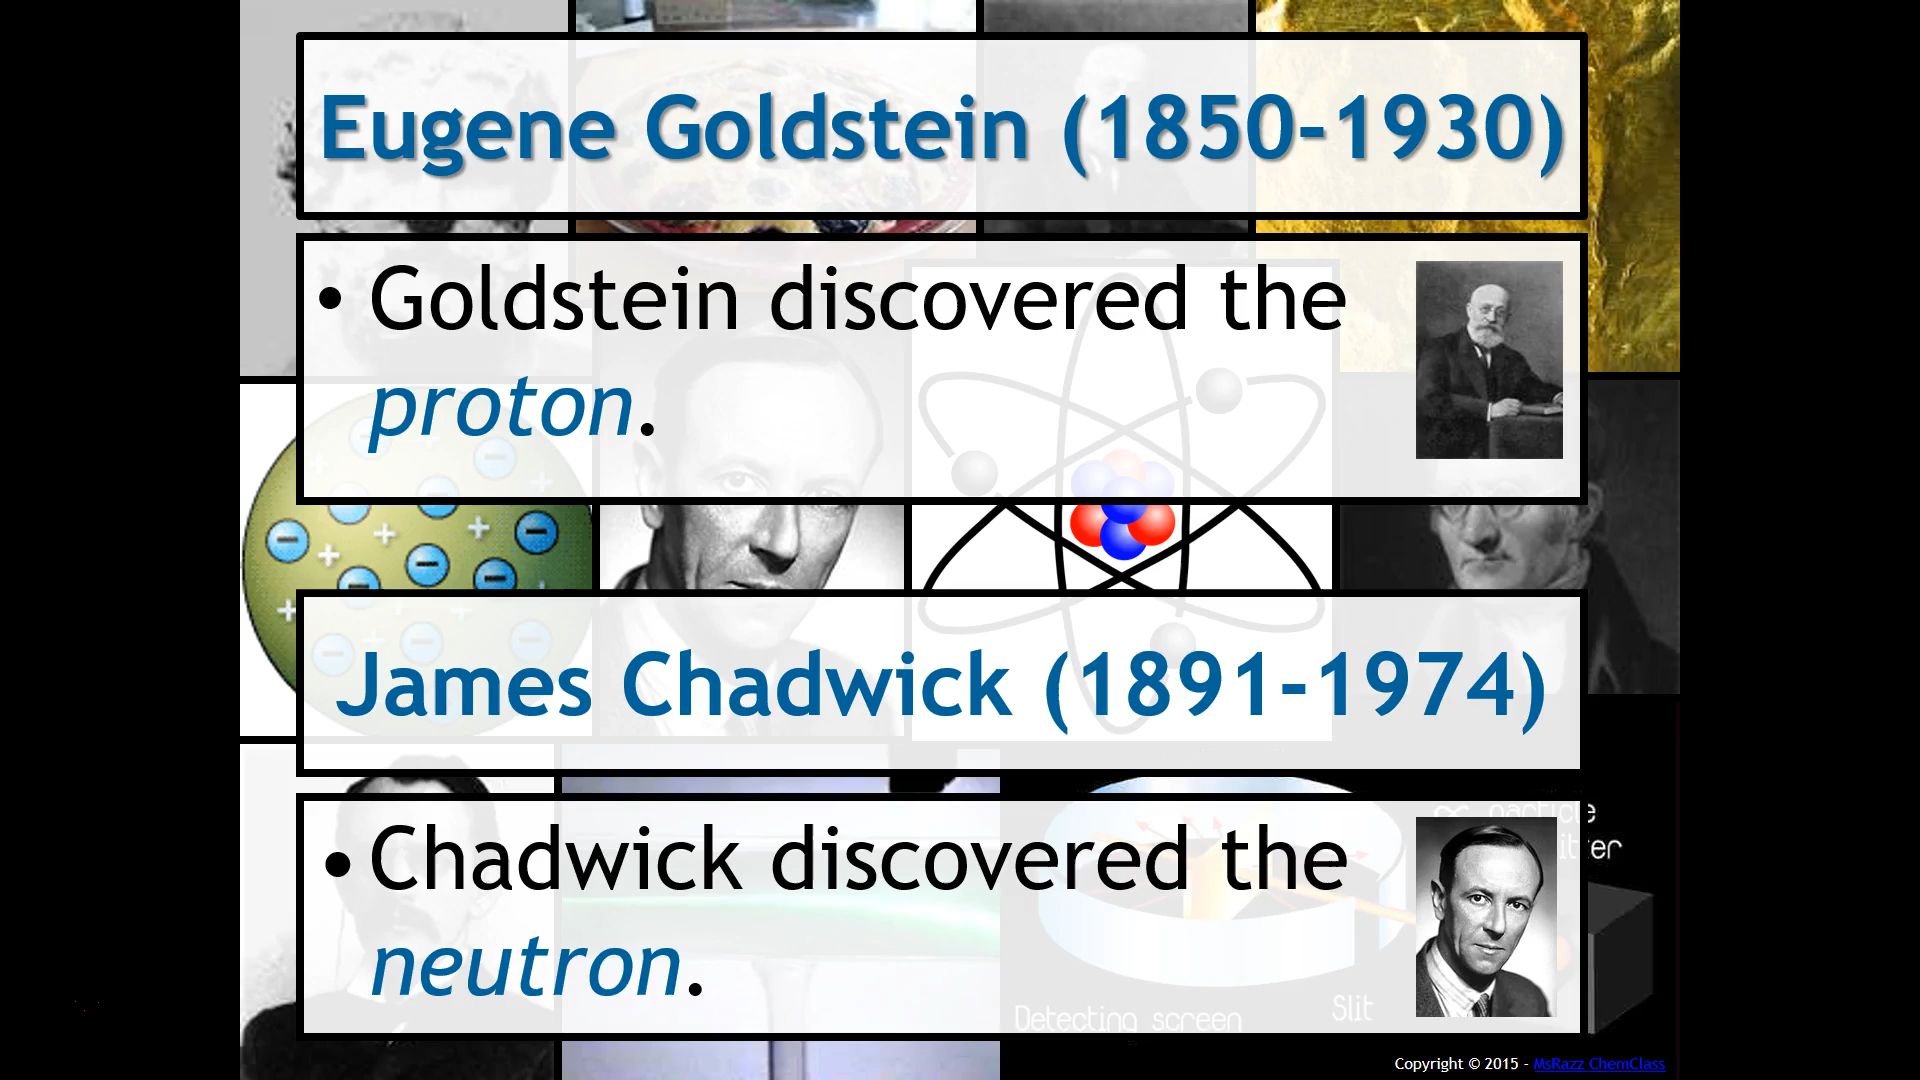 Eugene Goldstein (1850-1930)
• Goldstein discovered the
proton.
James Chadwick (1891-1974)
• Chadwick discovered the
neutron.
particle
Detecting screen
Slit
Copyright © 2015 - MsRazz ChemClass